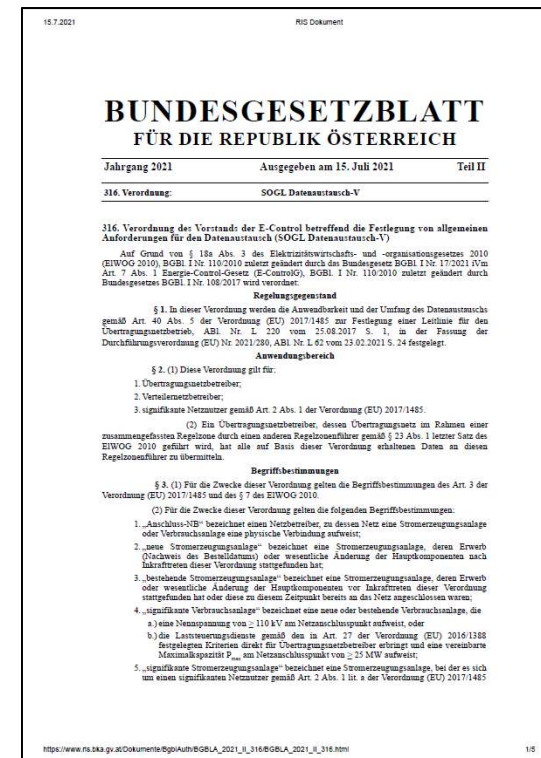 15.7.2021 RIS Dokument
BUNDESGESETZBLATT
FÜR DIE REPUBLIK ÖSTERREICH
Jahrgang 2021 Ausgegeben am 15. Juli 2021 Teil II
316. Verordnung: SOGL Datenaustausch-V
316. Verordnung des Vorstands der E-Control betreffend die Festlegung von allgemeinen
Anforderungen für den Datenaustausch (SOGL Datenaustausch-V)
Auf Grund von § 18a Abs. 3 des Elektrizitätswirtschafts- und -organisationsgesetzes 2010
(ElWOG 2010), BGBl. I Nr. 110/2010 zuletzt geändert durch das Bundesgesetz BGBl. I Nr. 17/2021 iVm
Art. 7 Abs. 1 Energie-Control-Gesetz (E-ControlG), BGBl. I Nr. 110/2010 zuletzt geändert durch
Bundesgesetzes BGBl. I Nr. 108/2017 wird verordnet:
Regelungsgegenstand
§ 1. In dieser Verordnung werden die Anwendbarkeit und der Umfang des Datenaustauschs
gemäß Art. 40 Abs. 5 der Verordnung (EU) 2017/1485 zur Festlegung einer Leitlinie für den
Übertragungsnetzbetrieb, ABl. Nr. L 220 vom 25.08.2017 S. 1, in der Fassung der
Durchführungsverordnung (EU) Nr. 2021/280, ABl. Nr. L 62 vom 23.02.2021 S. 24 festgelegt.
Anwendungsbereich
§ 2. (1) Diese Verordnung gilt für:
1. Übertragungsnetzbetreiber;
2. Verteilernetzbetreiber;
3. signifikante Netznutzer gemäß Art. 2 Abs. 1 der Verordnung (EU) 2017/1485.
(2) Ein Übertragungsnetzbetreiber, dessen Übertragungsnetz im Rahmen einer
zusammengefassten Regelzone durch einen anderen Regelzonenführer gemäß § 23 Abs. 1 letzter Satz des
ElWOG 2010 geführt wird, hat alle auf Basis dieser Verordnung erhaltenen Daten an diesen
Regelzonenführer zu übermitteln.
Begriffsbestimmungen
§ 3. (1) Für die Zwecke dieser Verordnung gelten die Begriffsbestimmungen des Art. 3 der
Verordnung (EU) 2017/1485 und des § 7 des ElWOG 2010.
(2) Für die Zwecke dieser Verordnung gelten die folgenden Begriffsbestimmungen:
1. „Anschluss-NB“ bezeichnet einen Netzbetreiber, zu dessen Netz eine Stromerzeugungsanlage
oder Verbrauchsanlage eine physische Verbindung aufweist;
2. „neue Stromerzeugungsanlage“ bezeichnet eine Stromerzeugungsanlage, deren Erwerb
(Nachweis des Bestelldatums) oder wesentliche Änderung der Hauptkomponenten nach
Inkrafttreten dieser Verordnung stattgefunden hat;
3. „bestehende Stromerzeugungsanlage“ bezeichnet eine Stromerzeugungsanlage, deren Erwerb
oder wesentliche Änderung der Hauptkomponenten vor Inkrafttreten dieser Verordnung
stattgefunden hat oder diese zu diesem Zeitpunkt bereits an das Netz angeschlossen waren;
4. „signifikante Verbrauchsanlage“ bezeichnet eine neue oder bestehende Verbrauchsanlage, die
a.) eine Nennspannung von ≥ 110 kV am Netzanschlusspunkt aufweist, oder
b.) die Laststeuerungsdienste gemäß den in Art. 27 der Verordnung (EU) 2016/1388
festgelegten Kriterien direkt für Übertragungsnetzbetreiber erbringt und eine vereinbarte
Maximalkapazität Pmax am Netzanschlusspunkt von ≥ 25 MW aufweist;
5. „signifikante Stromerzeugungsanlage“ bezeichnet eine Stromerzeugungsanlage, bei der es sich
um einen signifikanten Netznutzer gemäß Art. 2 Abs. 1 lit. a der Verordnung (EU) 2017/1485
https://www.ris.bka.gv.at/Dokumente/BgblAuth/BGBLA_2021_II_316/BGBLA_2021_II_316.html 1/5